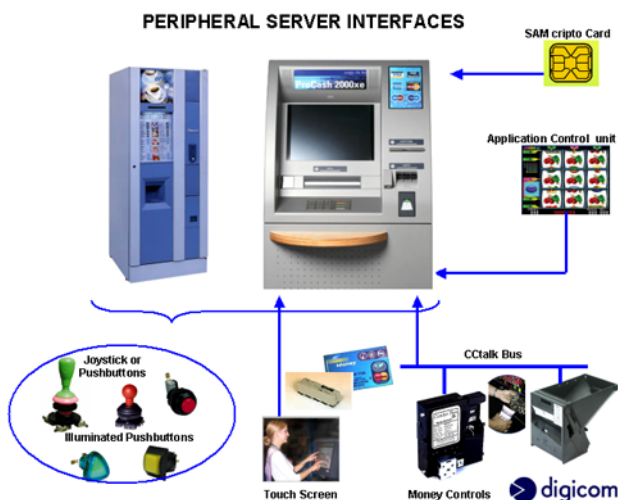 PERIPHERAL SERVER INTERFACES
SAM cripto Card
ProCash 2000xe
Application Control unit
Joystick or
Pushbuttons
CCtalk Bus
Illuminated Pushbuttons
Touch Screen
Money Controls
digicom